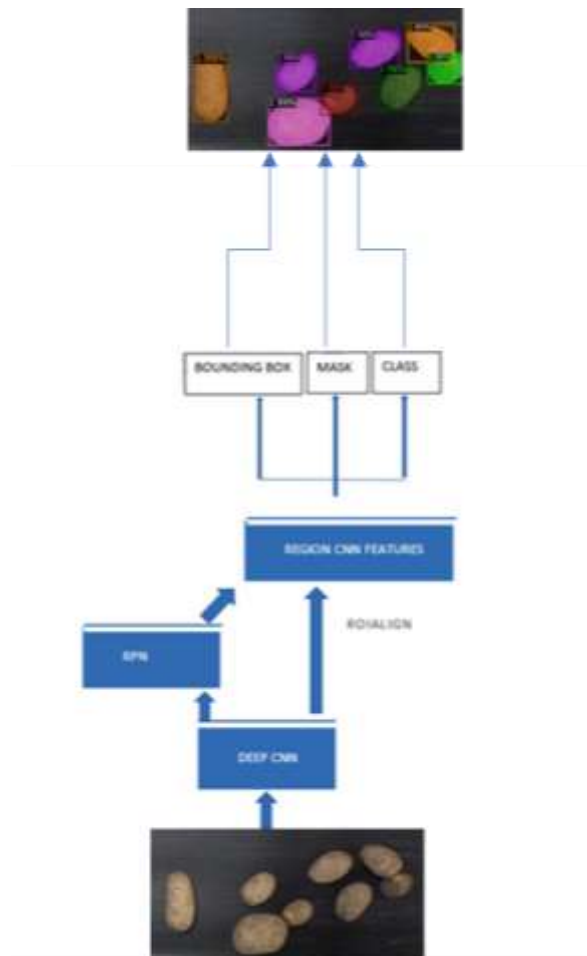 BOUNDING BOX
MASK
CLASS
REGION CNN FEATURES
ROIALIGN
RPN
DEEP CNN